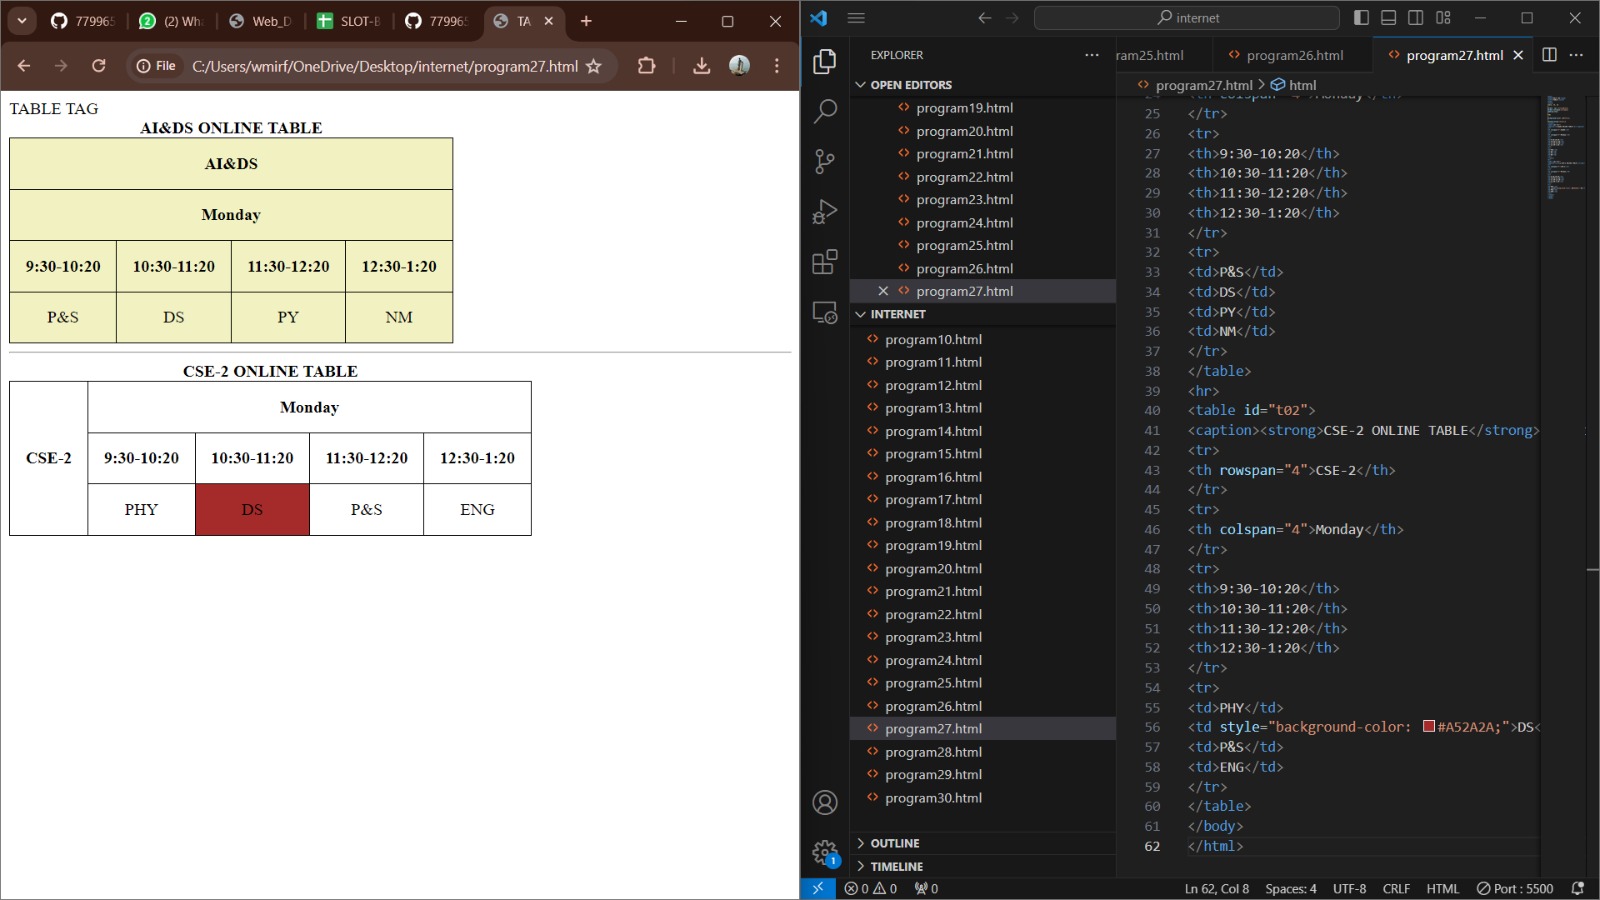 77996
(2) Wh
Web_D
SLOT-B
77996
TA
File
C:/Users/wmirf/OneDrive/Desktop/internet/program27.html
TABLE TAG
AI&DS ONLINE TABLE
AI&DS
Monday
9:30-10:20 10:30-11:20 11:30-12:20 12:30-1:20
P&S DS PY NM
CSE-2 ONLINE TABLE
CSE-2
Monday
9:30-10:20 10:30-11:20 11:30-12:20 12:30-1:20
PHY DS P&S ENG
internet
EXPLORER
OPEN EDITORS
program19.html
program20.html
program21.html
program22.html
program23.html
program24.html
program25.html
program26.html
program27.html
INTERNET
program10.html
program11.html
program12.html
program13.html
program14.html
program15.html
program16.html
program17.html
program18.html
program19.html
program20.html
program21.html
program22.html
program23.html
program24.html
program25.html
program26.html
program27.html
program28.html
program29.html
program30.html
OUTLINE
TIMELINE
1
ram25.html program26.html program27.html
program27.html > html
25 </tr>
26 <tr>
27 <th>9:30-10:20</th>
28 <th>10:30-11:20</th>
29 <th>11:30-12:20</th>
30 <th>12:30-1:20</th>
31 </tr>
32 <tr>
33 <td>P&S</td>
34 <td>DS</td>
35 <td>PY</td>
36 <td>NM</td>
37 </tr>
38 </table>
39 <hr>
40 <table id="t02">
41 <caption><strong>CSE-2 ONLINE TABLE</strong>
42 <tr>
43 <th rowspan="4">CSE-2</th>
44 </tr>
45 <tr>
46 <th colspan="4">Monday</th>
47 </tr>
48 <tr>
49 <th>9:30-10:20</th>
50 <th>10:30-11:20</th>
51 <th>11:30-12:20</th>
52 <th>12:30-1:20</th>
53 </tr>
54 <tr>
55 <td>PHY</td>
56 <td style="background-color: #A52A2A;">DS<
57 <td>P&S</td>
58 <td>ENG</td>
59 </tr>
60 </table>
61 </body>
62 </html>
0 0 0
Ln 62, Col 8 Spaces: 4 UTF-8 CRLF HTML Port : 5500